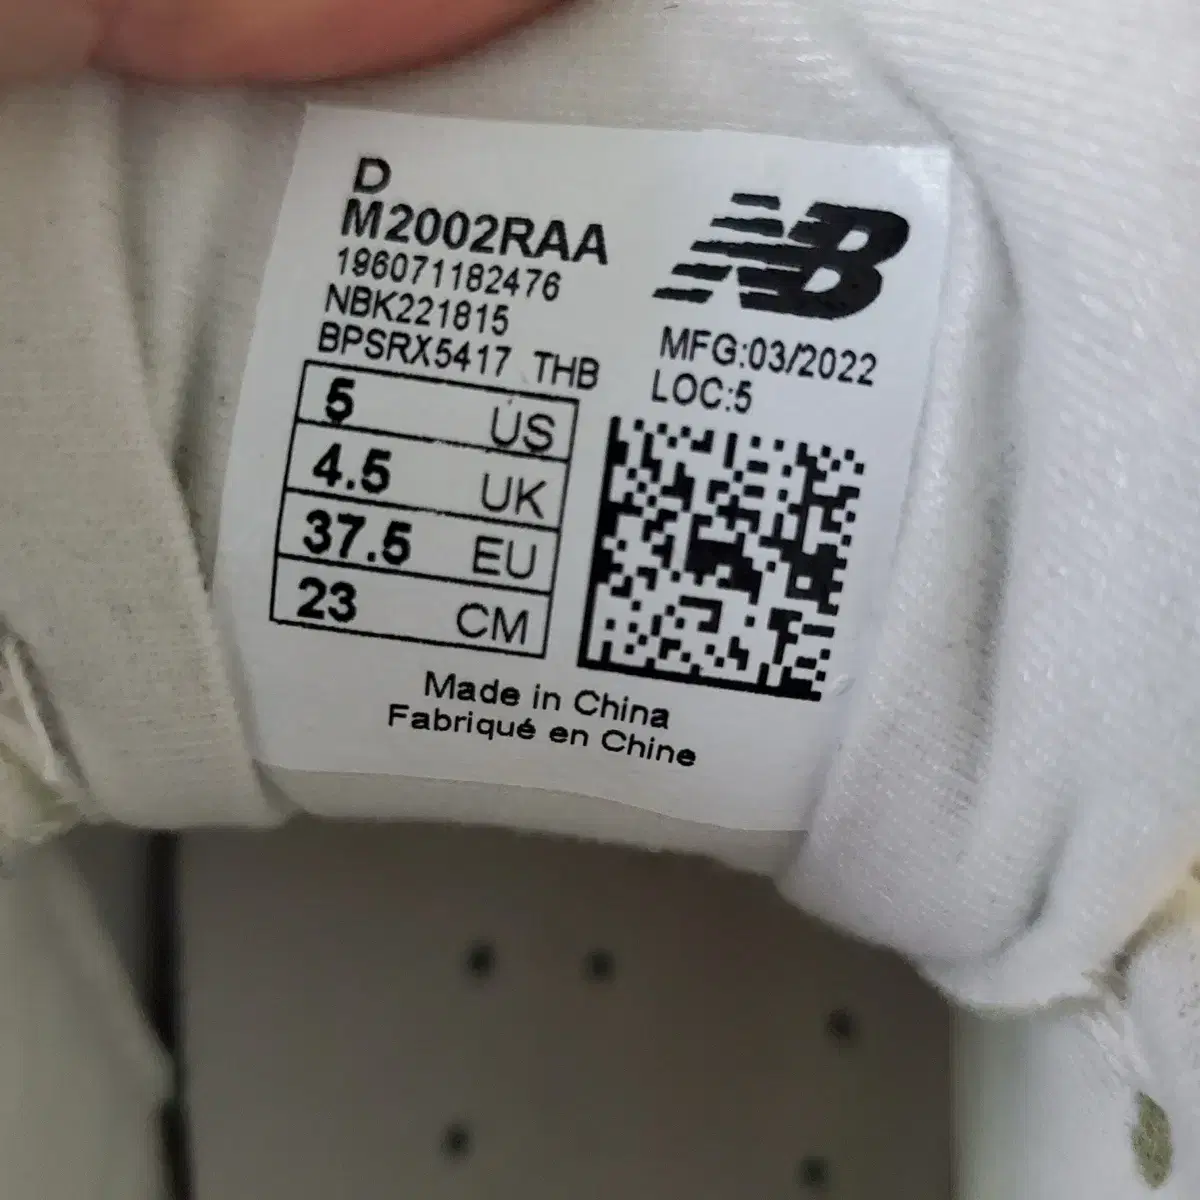 D
M2002RAA
196071182476
NBK221815
BPSRX5417 THB
NB
MFG:03/2022
LOC:5
5 US
4.5 UK
37.5 EU
23 CM
Made in China
Fabriqué en Chine